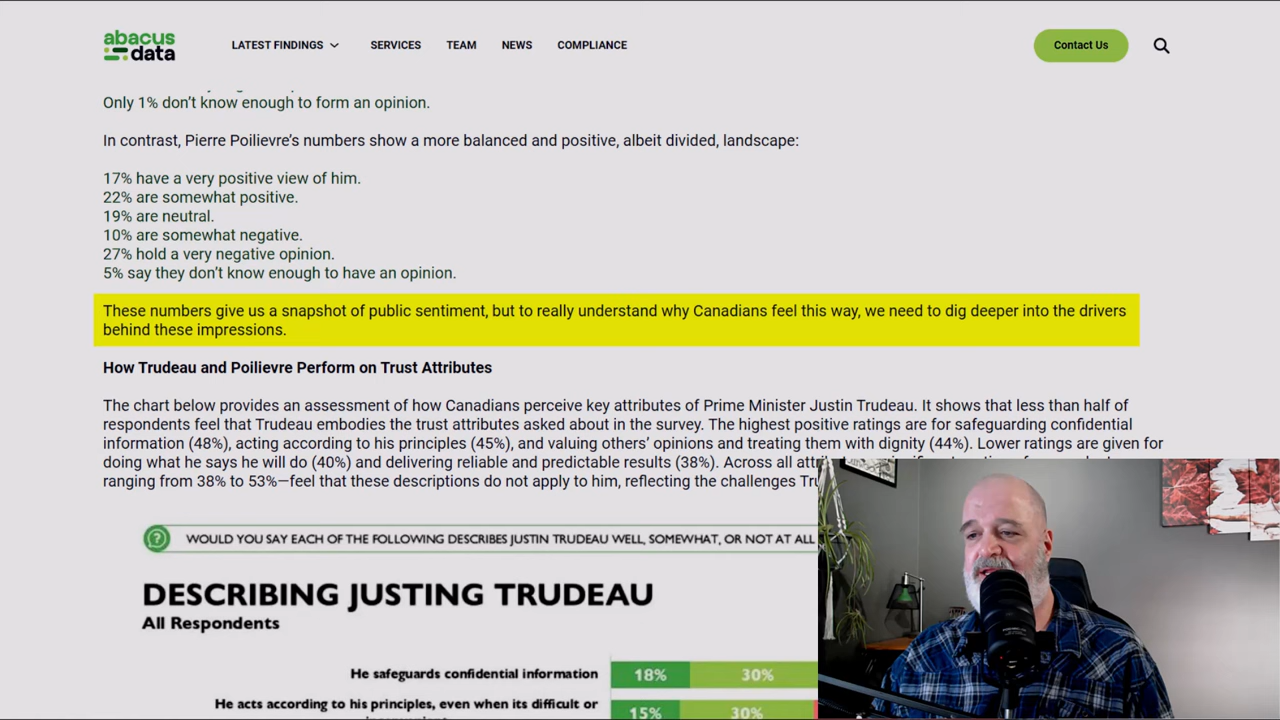 abacus
data
LATEST FINDINGS
SERVICES
TEAM
NEWS
COMPLIANCE
Contact Us
Only 1% don’t know enough to form an opinion.
In contrast, Pierre Poilievre’s numbers show a more balanced and positive, albeit divided, landscape:
17% have a very positive view of him.
22% are somewhat positive.
19% are neutral.
10% are somewhat negative.
27% hold a very negative opinion.
5% say they don’t know enough to have an opinion.
These numbers give us a snapshot of public sentiment, but to really understand why Canadians feel this way, we need to dig deeper into the drivers
behind these impressions.
How Trudeau and Poilievre Perform on Trust Attributes
The chart below provides an assessment of how Canadians perceive key attributes of Prime Minister Justin Trudeau. It shows that less than half of
respondents feel that Trudeau embodies the trust attributes asked about in the survey. The highest positive ratings are for safeguarding confidential
information (48%), acting according to his principles (45%), and valuing others’ opinions and treating them with dignity (44%). Lower ratings are given for
doing what he says he will do (40%) and delivering reliable and predictable results (38%). Across all
ranging from 38% to 53%—feel that these descriptions do not apply to him, reflecting the challenges
WOULD YOU SAY EACH OF THE FOLLOWING DESCRIBES JUSTIN TRUDEAU WELL, SOMEWHAT, OR NOT AT ALL
DESCRIBING JUSTING TRUDEAU
All Respondents
He safeguards confidential information 18% 30%
He acts according to his principles, even when its difficult or
15% 30%